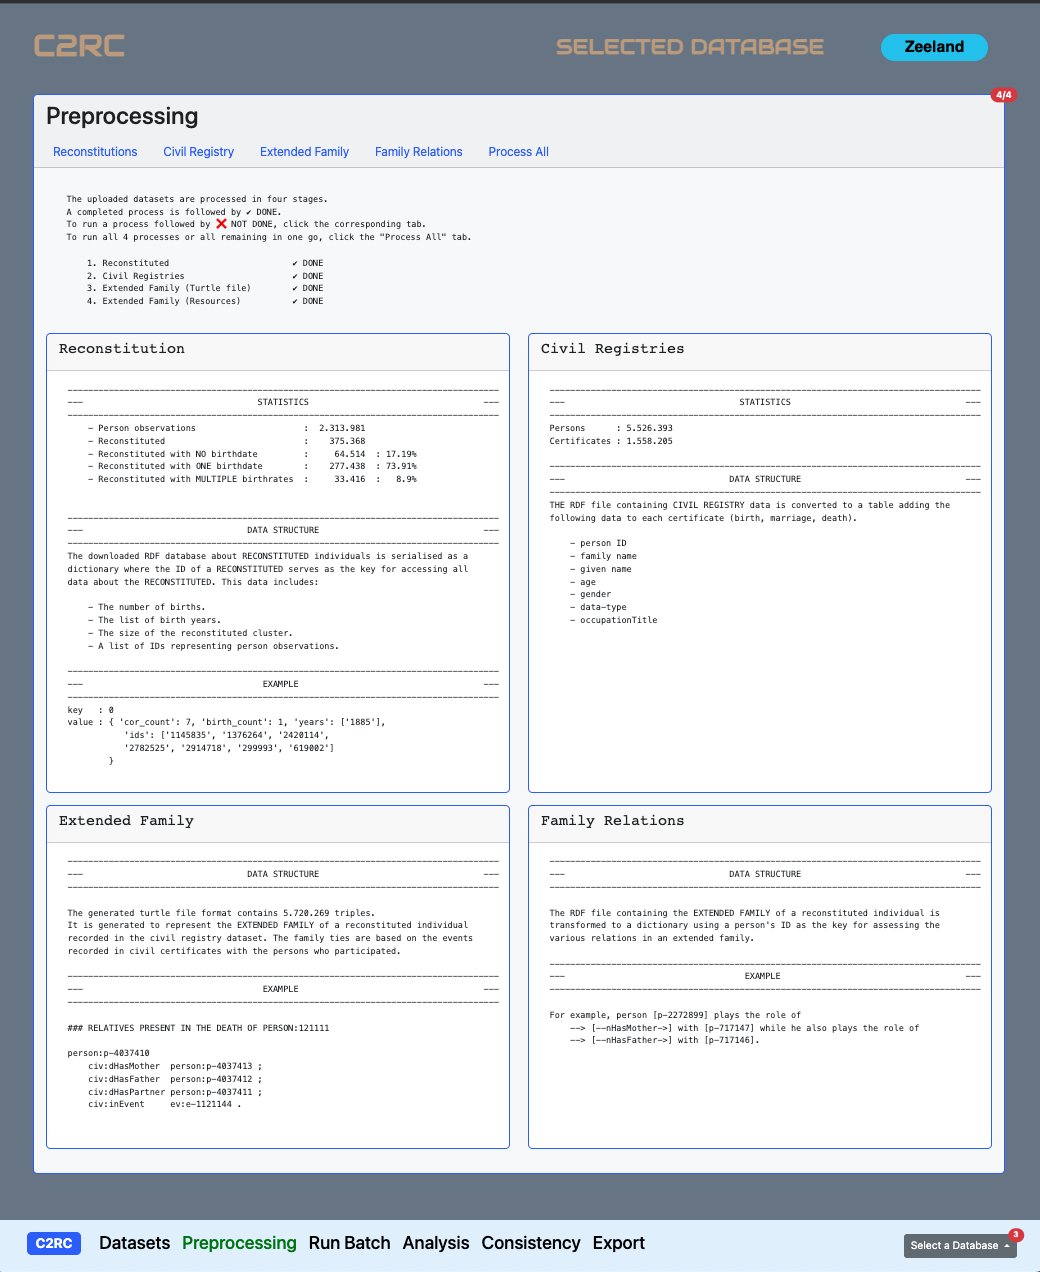 C2RC
SELECTED DATABASE
Zeeland
4/4
Preprocessing
Reconstitutions Civil Registry Extended Family Family Relations Process All
The uploaded datasets are processed in four stages.
A completed process is followed by ✔ DONE.
To run a process followed by ❌ NOT DONE, click the corresponding tab.
To run all 4 processes or all remaining in one go, click the "Process All" tab.
1. Reconstituted ✔ DONE
2. Civil Registries ✔ DONE
3. Extended Family (Turtle file) ✔ DONE
4. Extended Family (Resources) ✔ DONE
Reconstitution
--- STATISTICS ---
- Person observations : 2.313.981
- Reconstituted : 375.368
- Reconstituted with NO birthdate : 64.514 : 17.19%
- Reconstituted with ONE birthdate : 277.438 : 73.91%
- Reconstituted with MULTIPLE birthrates : 33.416 : 8.9%
--- DATA STRUCTURE ---
The downloaded RDF database about RECONSTITUTED individuals is serialised as a
dictionary where the ID of a RECONSTITUTED serves as the key for accessing all
data about the RECONSTITUTED. This data includes:
- The number of births.
- The list of birth years.
- The size of the reconstituted cluster.
- A list of IDs representing person observations.
--- EXAMPLE ---
key : 0
value : { 'cor_count': 7, 'birth_count': 1, 'years': ['1885'],
'ids': ['1145835', '1376264', '2420114',
'2782525', '2914718', '299993', '619002']
}
Civil Registries
--- STATISTICS ---
Persons : 5.526.393
Certificates : 1.558.205
--- DATA STRUCTURE ---
THE RDF file containing CIVIL REGISTRY data is converted to a table adding the
following data to each certificate (birth, marriage, death).
- person ID
- family name
- given name
- age
- gender
- data-type
- occupationTitle
Extended Family
--- DATA STRUCTURE ---
The generated turtle file format contains 5.720.269 triples.
It is generated to represent the EXTENDED FAMILY of a reconstituted individual
recorded in the civil registry dataset. The family ties are based on the events
recorded in civil certificates with the persons who participated.
--- EXAMPLE ---
### RELATIVES PRESENT IN THE DEATH OF PERSON:121111
person:p-4037410
civ:dHasMother person:p-4037413 ;
civ:dHasFather person:p-4037412 ;
civ:dHasPartner person:p-4037411 ;
civ:inEvent ev:e-1121144 .
Family Relations
--- DATA STRUCTURE ---
The RDF file containing the EXTENDED FAMILY of a reconstituted individual is
transformed to a dictionary using a person's ID as the key for assessing the
various relations in an extended family.
--- EXAMPLE ---
For example, person [p-2272899] plays the role of
--> [--nHasMother->] with [p-717147] while he also plays the role of
--> [--nHasFather->] with [p-717146].
C2RC Datasets Preprocessing Run Batch Analysis Consistency Export
Select a Database
3